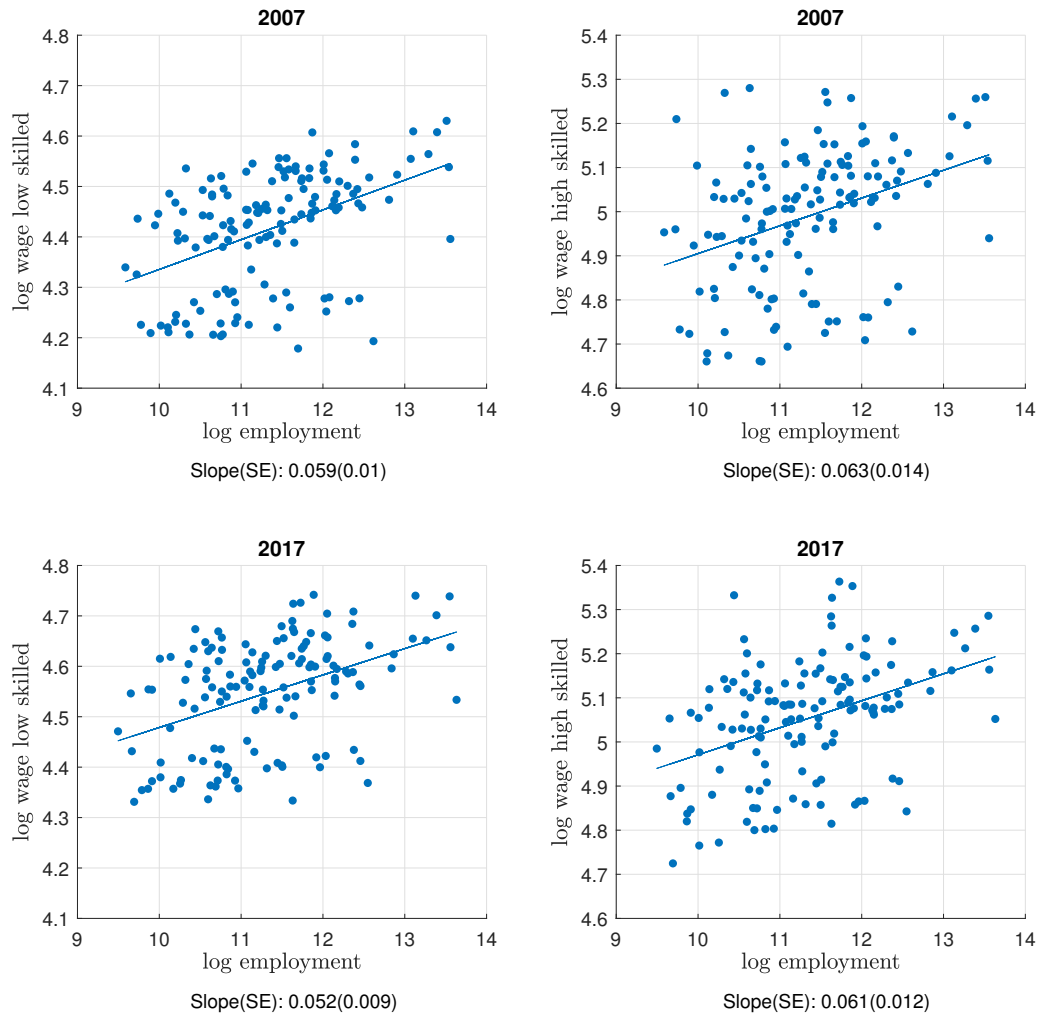 2007
4.8
4.7
4.6
4.5
4.4
4.3
4.2
4.1
log wage low skilled
9 10 11 12 13 14
log employment
Slope(SE): 0.059(0.01)
2007
5.4
5.3
5.2
5.1
5
4.9
4.8
4.7
4.6
log wage high skilled
9 10 11 12 13 14
log employment
Slope(SE): 0.063(0.014)
2017
4.8
4.7
4.6
4.5
4.4
4.3
4.2
4.1
log wage low skilled
9 10 11 12 13 14
log employment
Slope(SE): 0.052(0.009)
2017
5.4
5.3
5.2
5.1
5
4.9
4.8
4.7
4.6
log wage high skilled
9 10 11 12 13 14
log employment
Slope(SE): 0.061(0.012)